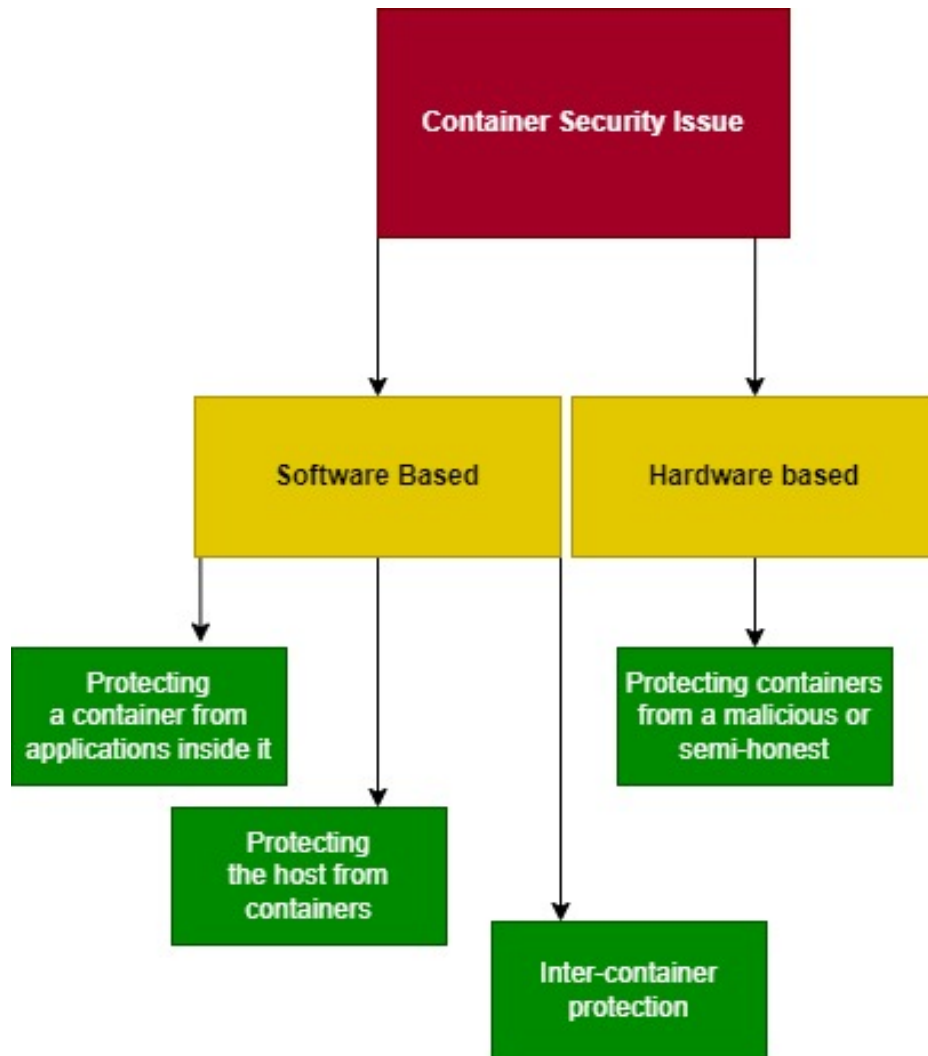 Container Security Issue
Software Based
Hardware based
Protecting
a container from
applications inside it
Protecting containers
from a malicious or
semi-honest
Protecting
the host from
containers
Inter-container
protection